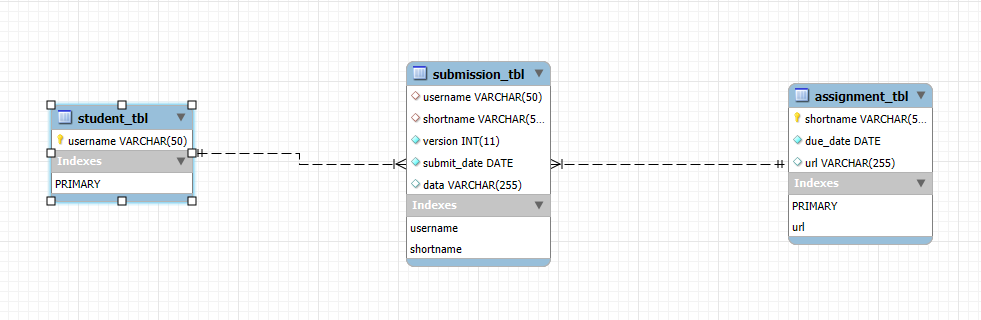 student_tbl
username VARCHAR(50)
Indexes
PRIMARY
submission_tbl
username VARCHAR(50)
shortname VARCHAR(5...
version INT(11)
submit_date DATE
data VARCHAR(255)
Indexes
username
shortname
assignment_tbl
shortname VARCHAR(5...
due_date DATE
url VARCHAR(255)
Indexes
PRIMARY
url